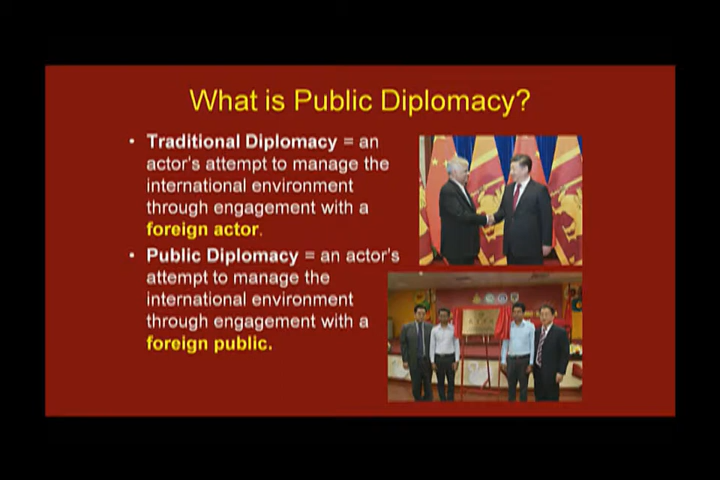 What is Public Diplomacy?
• Traditional Diplomacy = an
actor's attempt to manage the
international environment
through engagement with a
foreign actor.
• Public Diplomacy = an actor's
attempt to manage the
international environment
through engagement with a
foreign public.